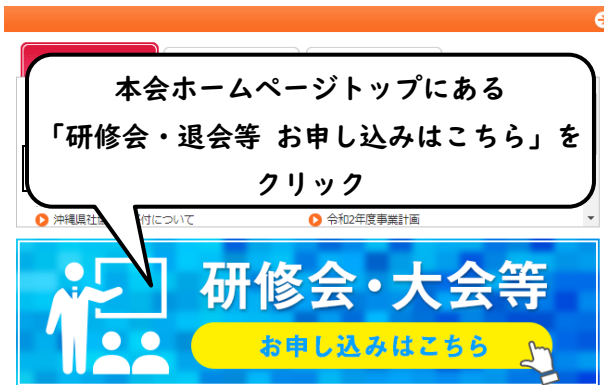 本会ホームページトップにある
「研修会・退会等 お申し込みはこちら」を
クリック
沖縄県社
付について
令和2年度事業計画
研修会・大会等
お申し込みはこちら